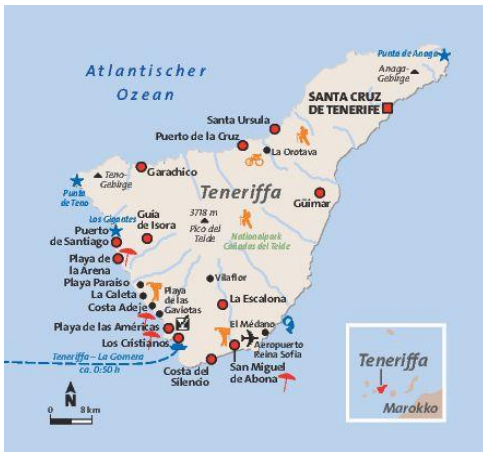 Atlantischer
Ozean
Punta de Anaga
Anaga-
Gebirge
SANTA CRUZ
DE TENERIFE
Santa Ursula
Puerto de la Cruz
La Orotava
Teno-
Gebirge
Garachico
Teneriffa
Güimar
Punta
de Teno
Los Gigantes
Guía
de Isora
3718 m
Pico del
Teide
Nationalpark
Cañadas del Teide
Puerto
de Santiago
Playa de
la Arena
Playa Paraiso
La Caleta
Costa Adeje
Playa
de las
Gaviotas
Vilaflor
La Escalona
Playa de las Américas
Los Cristianos
El Médano
Aeropuerto
Reina Sofia
Teneriffa – La Gomera
ca. 0:50 h
Costa del
Silencio
San Miguel
de Abona
N
0 8 km
Teneriffa
Marokko